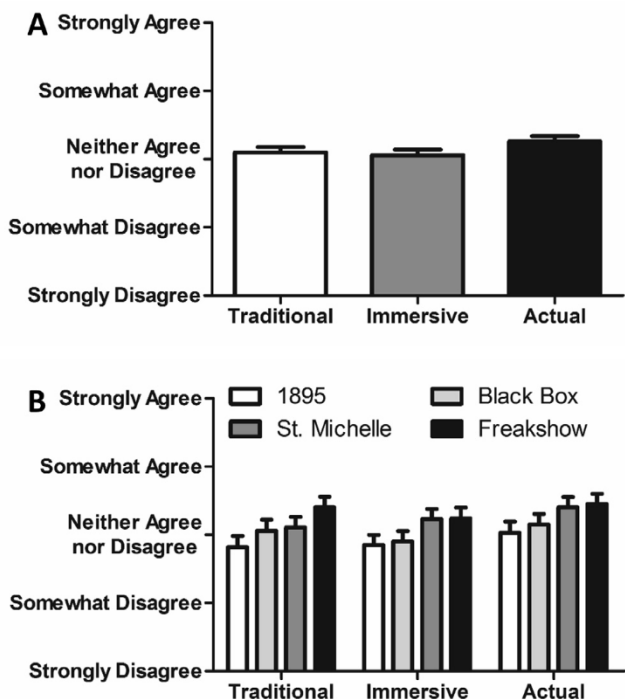 A
Strongly Agree
Somewhat Agree
Neither Agree
nor Disagree
Somewhat Disagree
Strongly Disagree
Traditional Immersive Actual
B
Strongly Agree
1895 Black Box
St. Michelle Freakshow
Somewhat Agree
Neither Agree
nor Disagree
Somewhat Disagree
Strongly Disagree
Traditional Immersive Actual